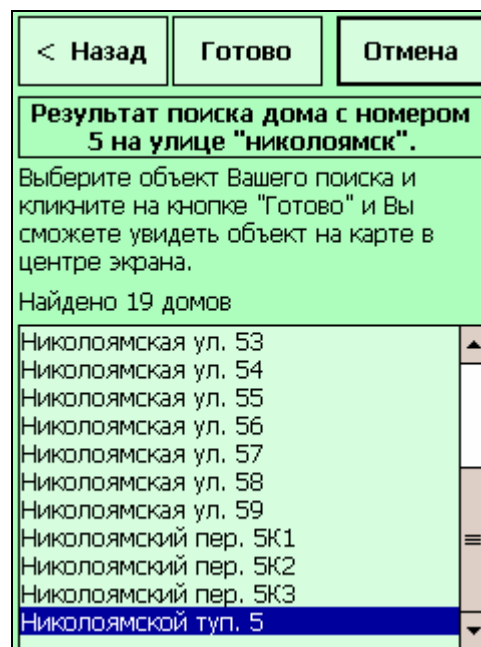 < Назад Готово Отмена
Результат поиска дома с номером
5 на улице "николоямск".
Выберите объект Вашего поиска и
кликните на кнопке "Готово" и Вы
сможете увидеть объект на карте в
центре экрана.
Найдено 19 домов
Николоямская ул. 53
Николоямская ул. 54
Николоямская ул. 55
Николоямская ул. 56
Николоямская ул. 57
Николоямская ул. 58
Николоямская ул. 59
Николоямский пер. 5К1
Николоямский пер. 5К2
Николоямский пер. 5К3
Николоямской туп. 5